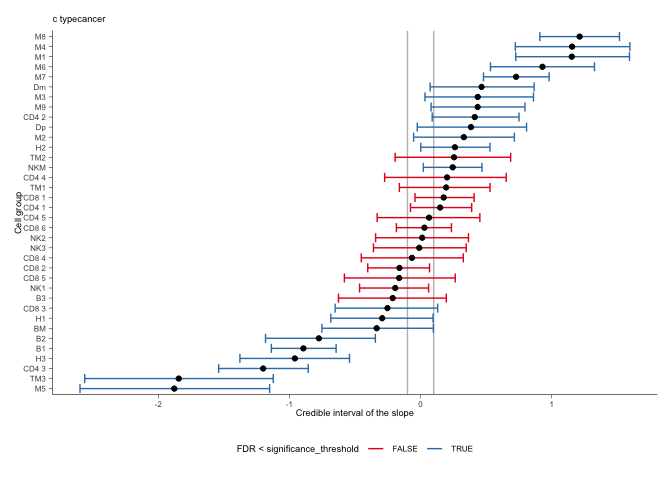 c typecancer
M8
M4
M1
M6
M7
Dm
M3
M9
CD4 2
Dp
M2
H2
TM2
NKM
CD4 4
TM1
CD8 1
CD4 1
CD4 5
CD8 6
NK2
NK3
CD8 4
CD8 2
CD8 5
NK1
B3
CD8 3
H1
BM
B2
B1
H3
CD4 3
TM3
M5
Cell group
-2 -1 0 1
Credible interval of the slope
FDR < significance_threshold FALSE TRUE